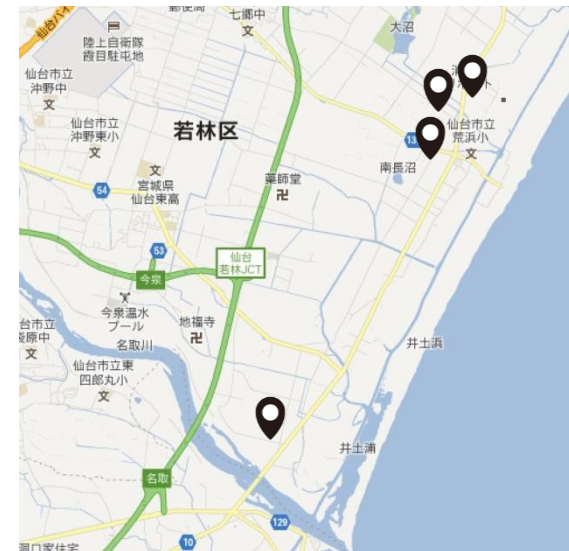 七郷中
大沼
陸上自衛隊
霞目駐屯地
仙台市立
沖野中
文
仙台市立
沖野東小
文
若林区
仙台市立
荒浜小
文
13
南長沼
薬師堂
卍
文
宮城県
仙台東高
54
53
仙台
若林JCT
今泉
今泉温水
プール
地福寺
卍
名取川
井土浜
文
仙台市立東
四郎丸小
文
井土浦
名取
10
129